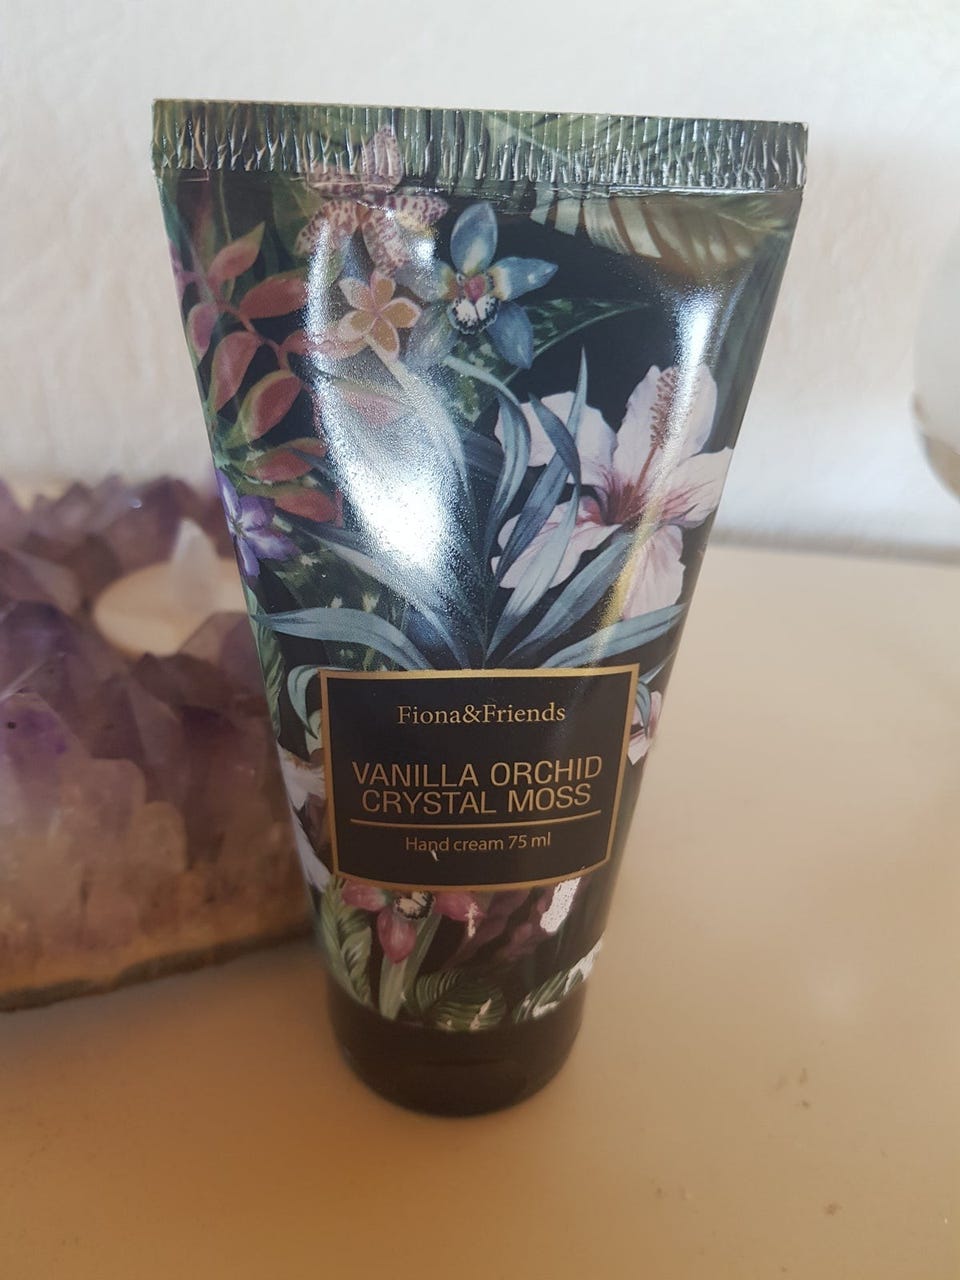 Fiona&Friends
VANILLA ORCHID
CRYSTAL MOSS
Hand cream 75 ml